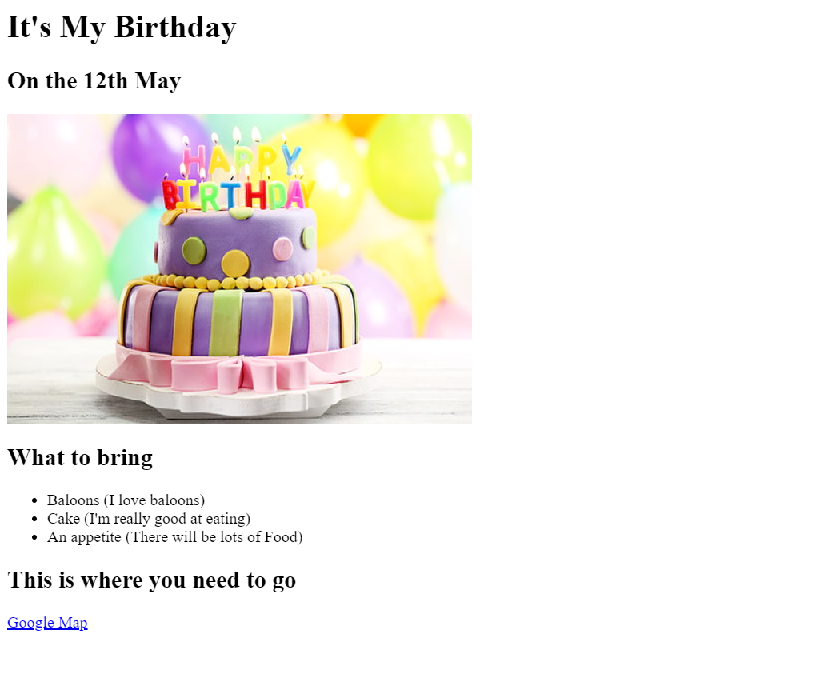 It's My Birthday
On the 12th May
HAPPY
BIRTHDAY
What to bring
Baloons (I love baloons)
Cake (I'm really good at eating)
An appetite (There will be lots of Food)
This is where you need to go
Google Map